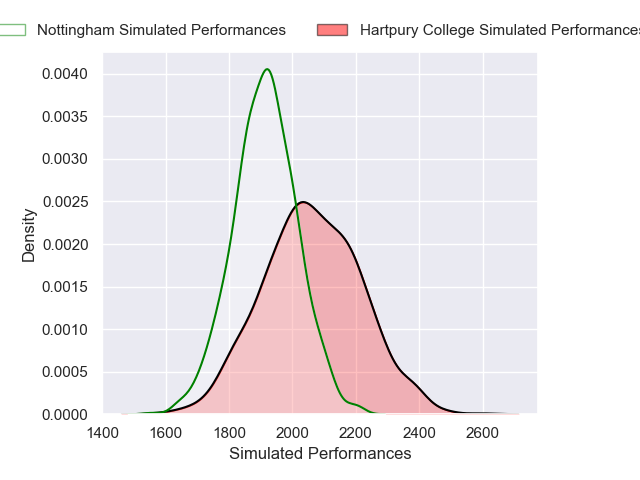 Nottingham Simulated Performances
Hartpury College Simulated Performances
0.0040
0.0035
0.0030
0.0025
0.0020
0.0015
0.0010
0.0005
0.0000
Density
1400 1600 1800 2000 2200 2400 2600
Simulated Performances